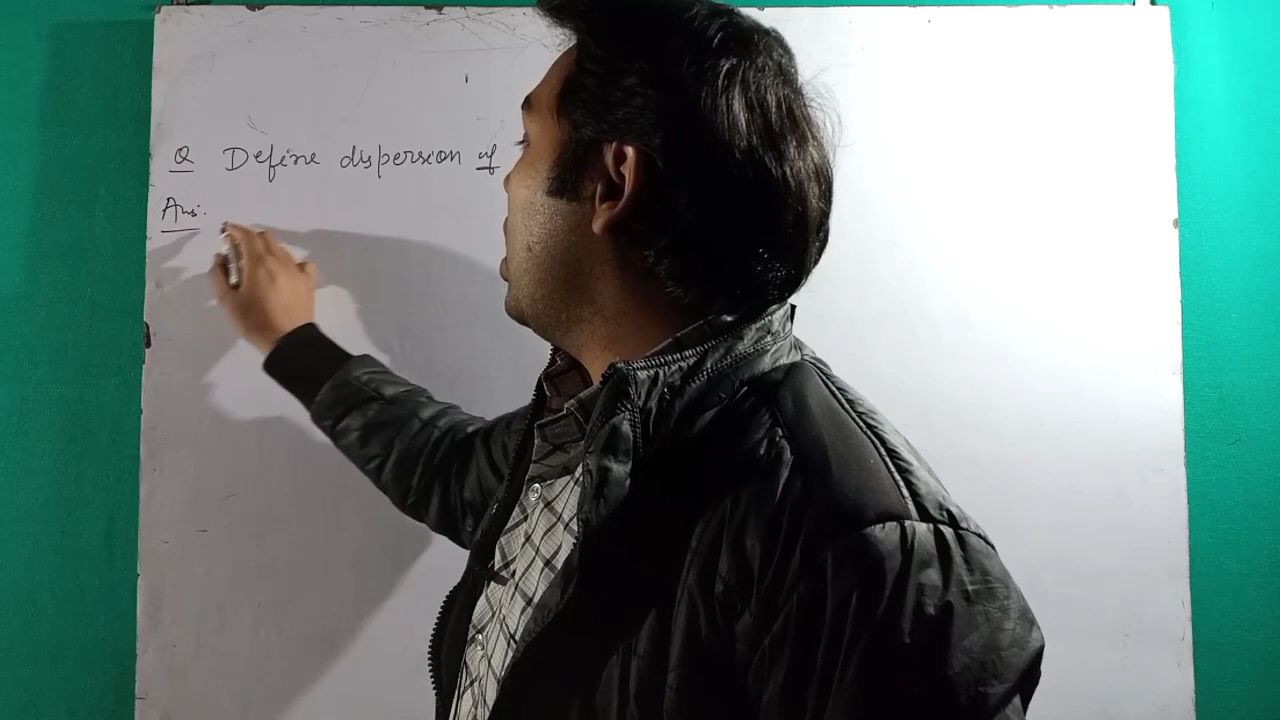 Q Define dispersion of
Ans.